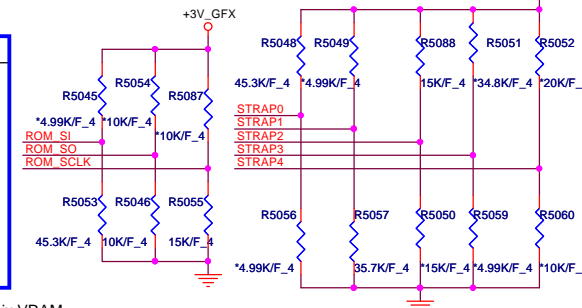 +3V_GFX
R5048 R5049 R5088 R5051 R5052
R5045 R5054 R5087
45.3K/F_4 *4.99K/F_4 15K/F_4 *34.8K/F_4 *20K/F_
*4.99K/F_4 *10K/F_4 *10K/F_4
STRAP0
STRAP1
STRAP2
STRAP3
STRAP4
ROM_SI
ROM_SO
ROM_SCLK
R5053 R5046 R5055
R5056 R5057 R5050 R5059 R5060
45.3K/F_4 10K/F_4 15K/F_4
*4.99K/F_4 35.7K/F_4 *15K/F_4 *4.99K/F_4 *10K/F_
VRAM